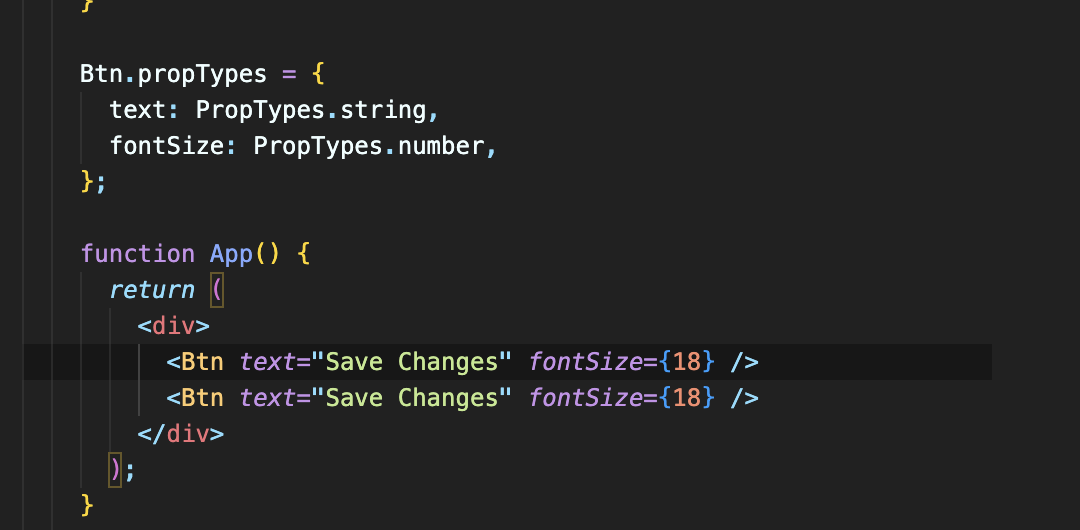 }
Btn.propTypes = {
  text: PropTypes.string,
  fontSize: PropTypes.number,
};
function App() {
  return (
    <div>
      <Btn text="Save Changes" fontSize={18} />
      <Btn text="Save Changes" fontSize={18} />
    </div>
  );
}